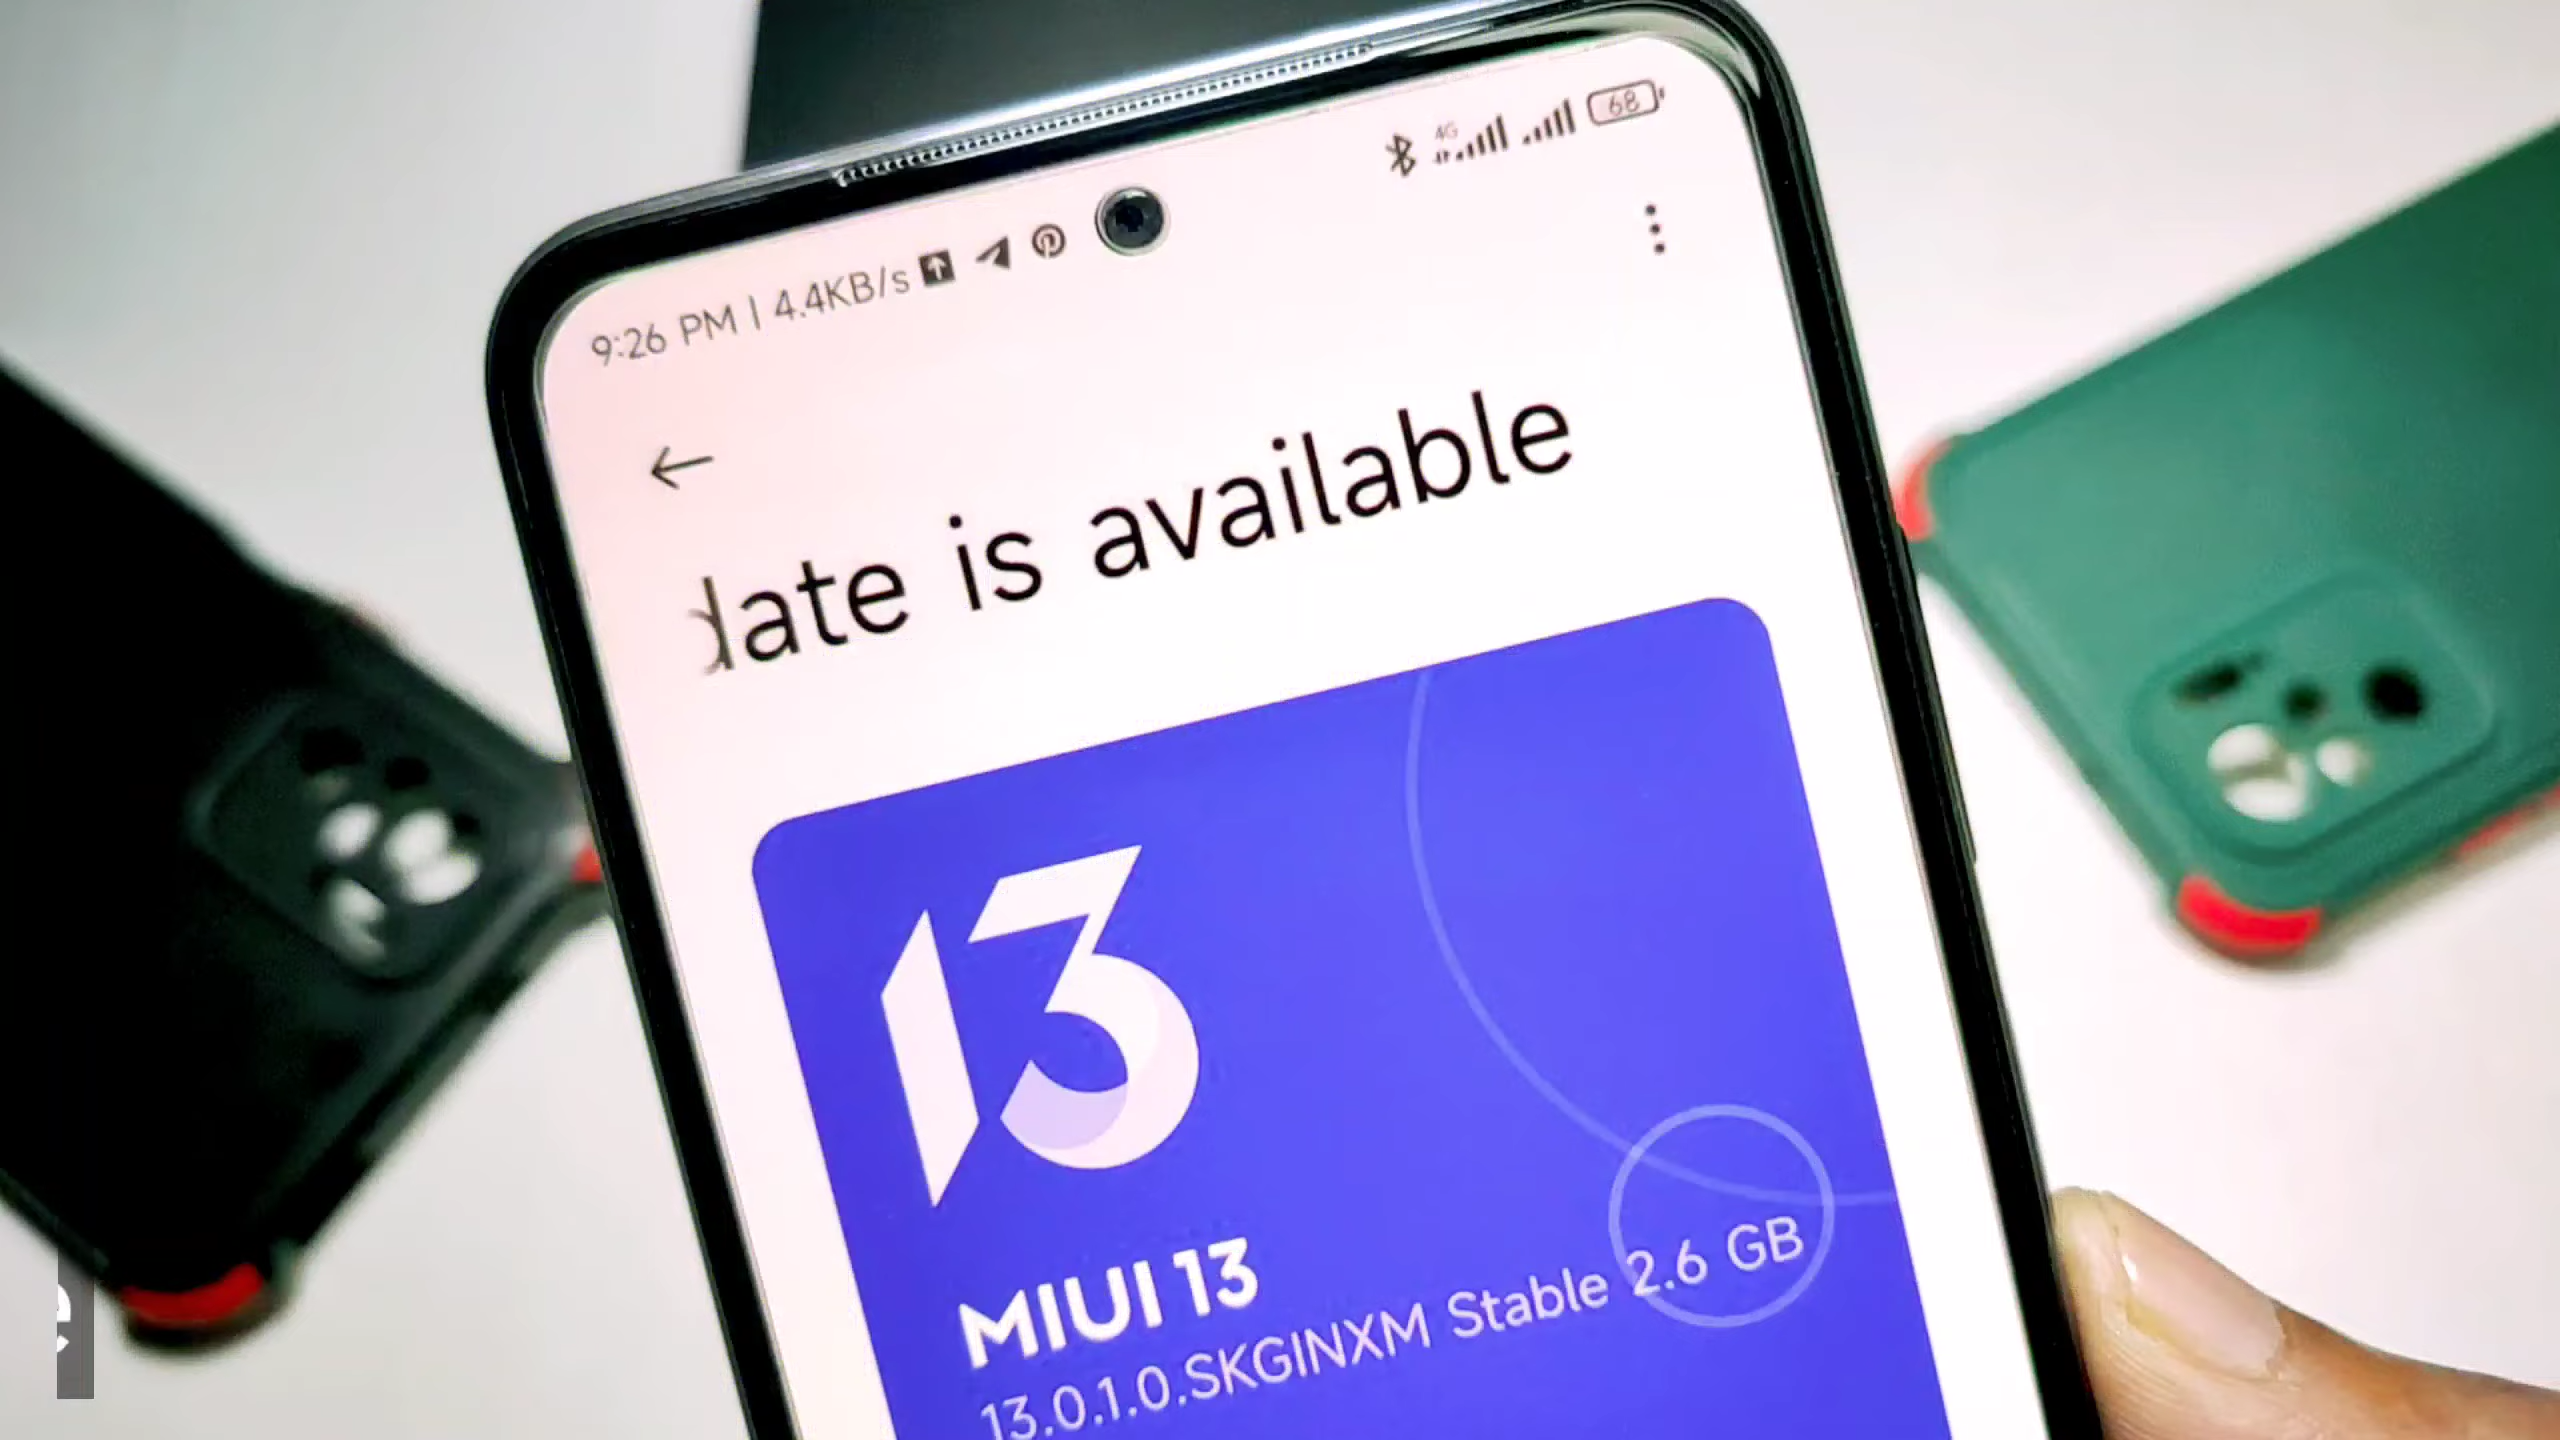 9:26 PM | 4.4KB/s
4G
68
date is available
13
MIUI 13
13.0.1.0.SKGINXM Stable 2.6 GB
e